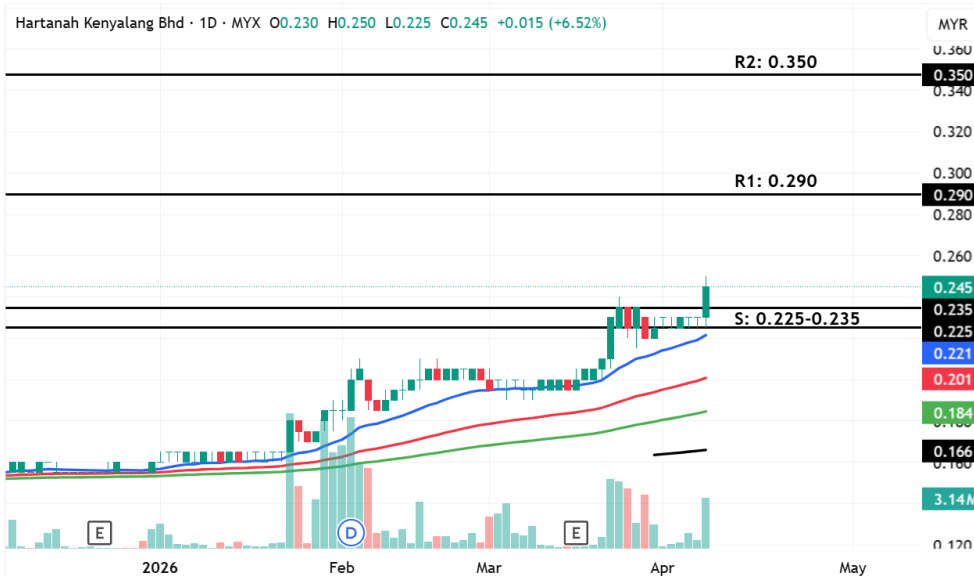 Hartanah Kenyalang Bhd · 1D · MYX O0.230 H0.250 L0.225 C0.245 +0.015 (+6.52%)
MYR
0.360
R2: 0.350
0.350
0.340
0.320
0.300
R1: 0.290
0.290
0.280
0.260
0.245
0.235
S: 0.225-0.235
0.225
0.221
0.201
0.184
0.166
0.160
3.14M
E
D
E
0.120
2026
Feb
Mar
Apr
May